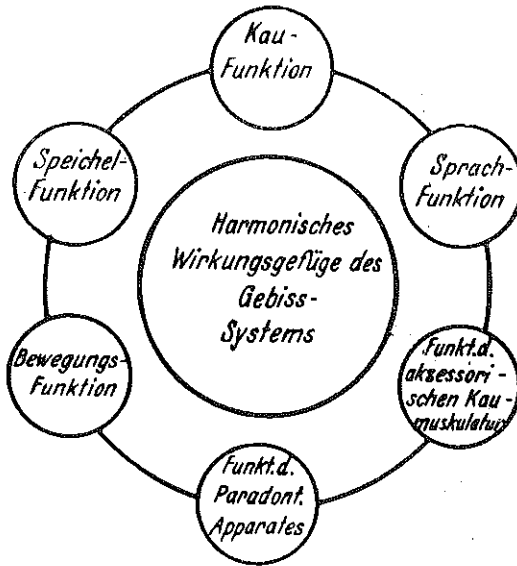 Kau-
Funktion
Speichel-
Funktion
Sprach-
Funktion
Harmonisches
Wirkungsgefüge des
Gebiss-
Systems
Bewegungs-
Funktion
Funkt.d.
akzessori-
schen Kau-
muskulatur
Funkt.d.
Paradont.
Apparates